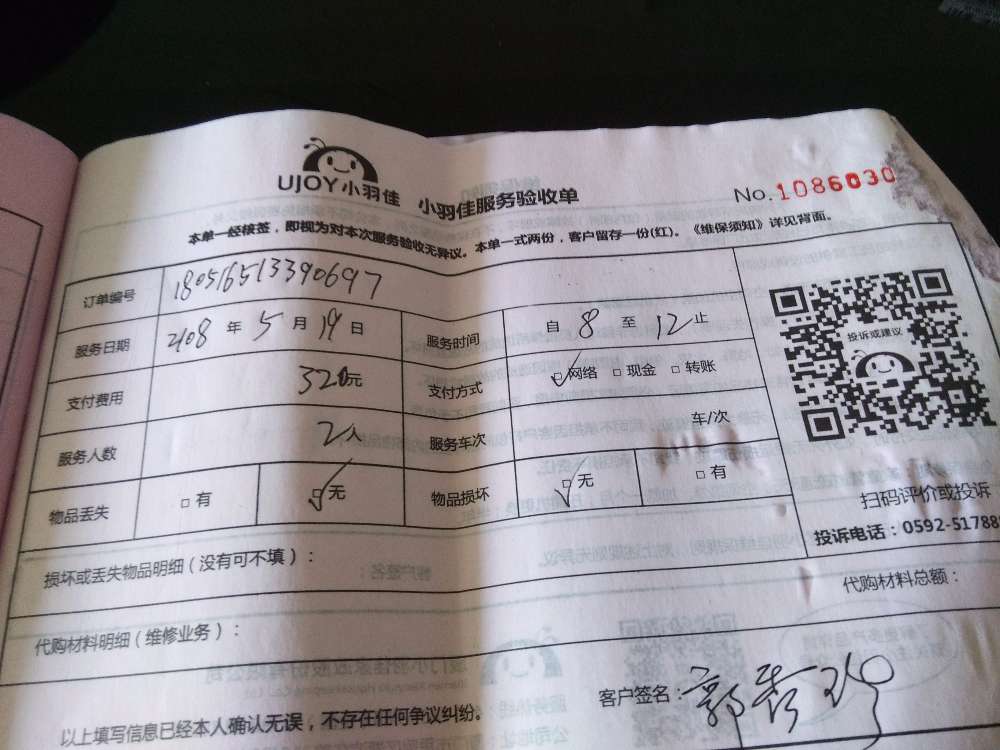 UJOY小羽佳 小羽佳服务验收单 No.1086030
本单一经核签，即视为对本次服务验收无异议。本单一式两份，客户留存一份(红)。《维保须知》详见背面。
订单编号 180516513390697
服务日期 2108 年 5 月 19 日 服务时间 自 8 至 12 止
支付费用 320元 支付方式 ☑网络 □现金 □转账
服务人数 2人 服务车次 车/次
物品丢失 □有 ☑无 物品损坏 ☑无 □有
投诉或建议
扫码评价或投诉
投诉电话：0592-51788
损坏或丢失物品明细（没有可不填）：
代购材料明细（维修业务）： 代购材料总额：
以上填写信息已经本人确认无误，不存在任何争议纠纷。 客户签名：郭